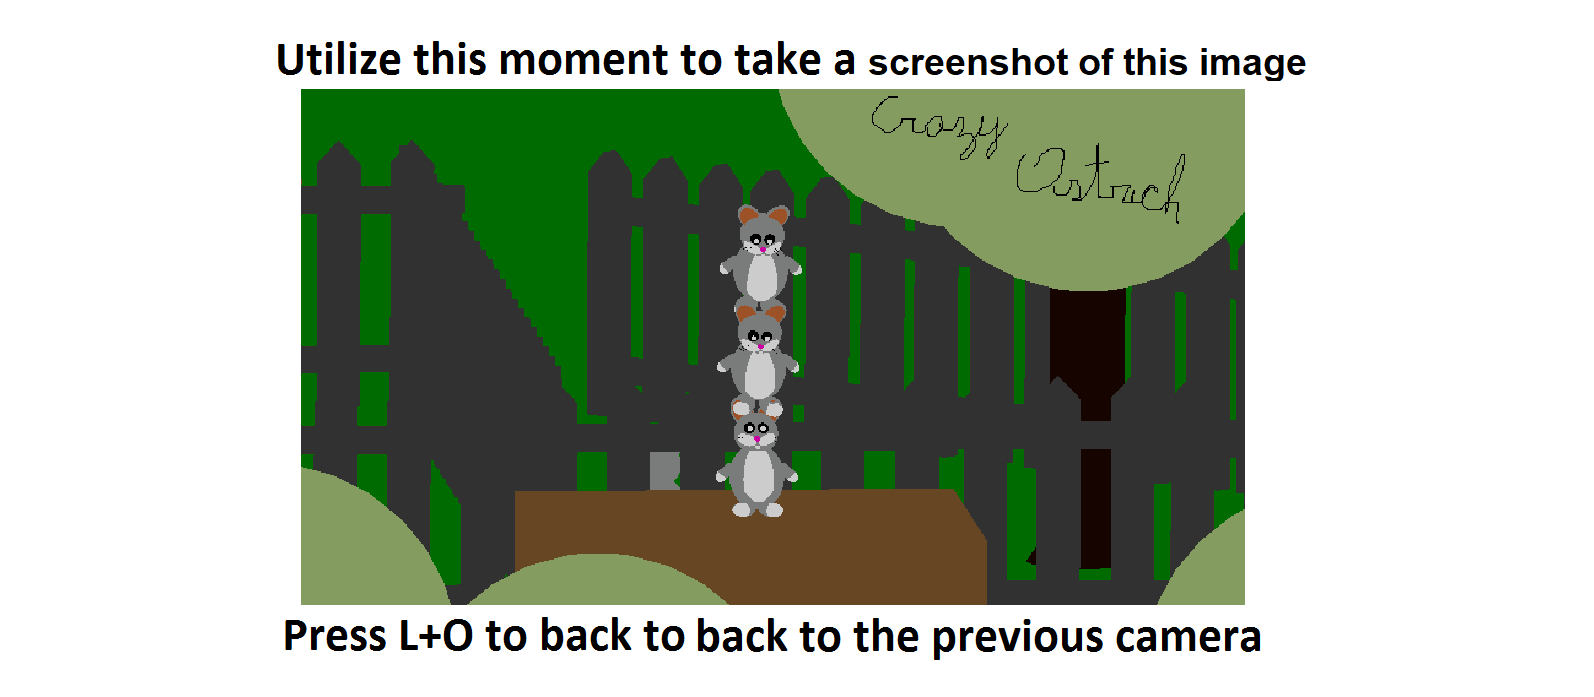 Utilize this moment to take a screenshot of this image
Crazy
Ostrach
Press L+O to back to back to the previous camera